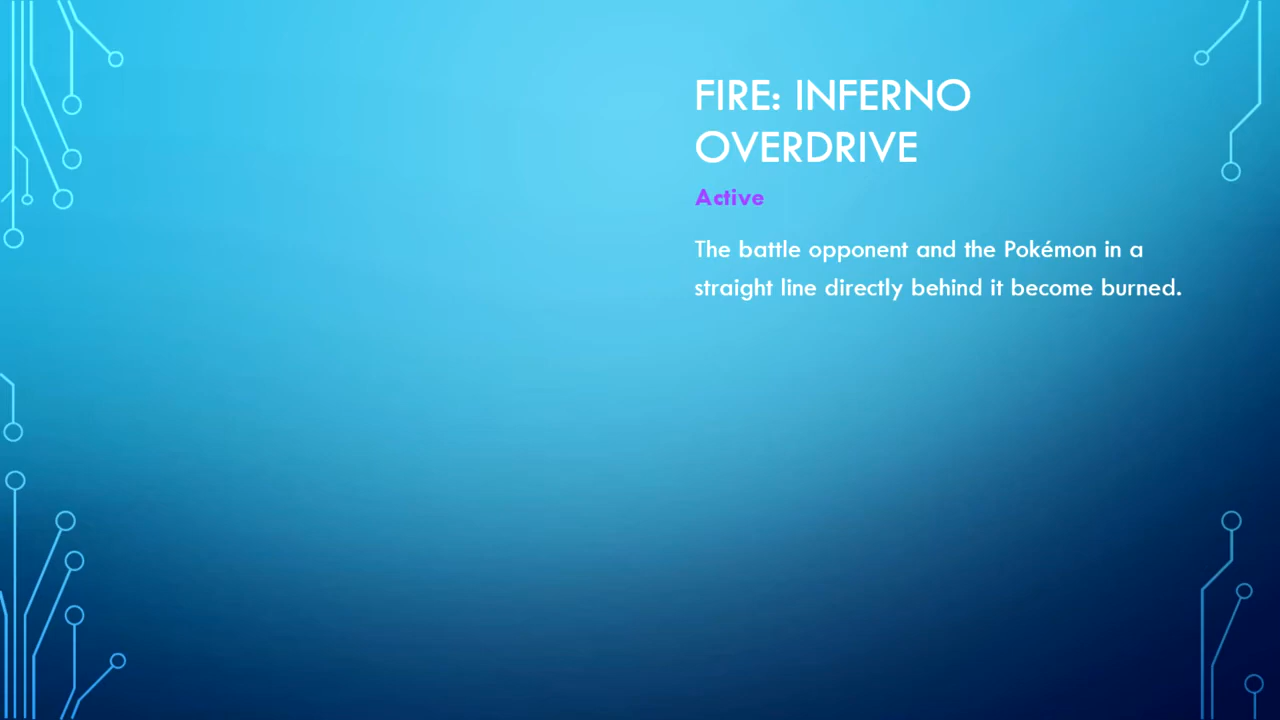 FIRE: INFERNO
OVERDRIVE
Active
The battle opponent and the Pokémon in a
straight line directly behind it become burned.